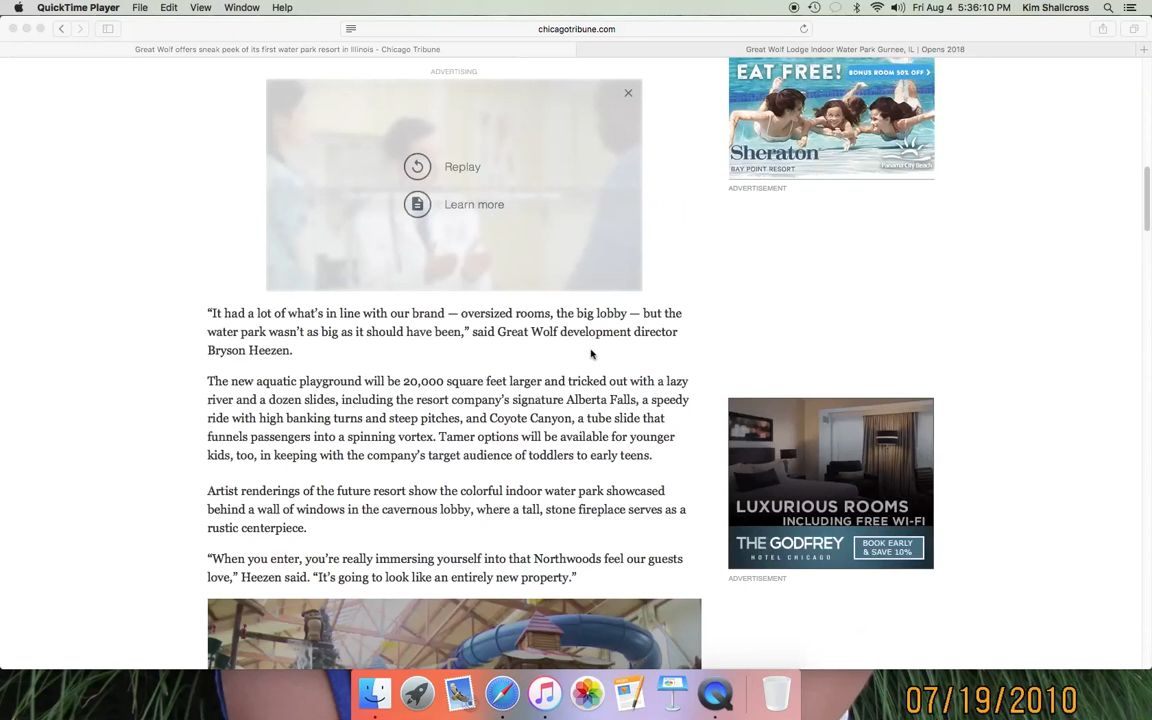 QuickTime Player File Edit View Window Help
Fri Aug 4 5:36:10 PM Kim Shallcross
chicagotribune.com
Great Wolf offers sneak peek of its first water park resort in Illinois - Chicago Tribune
Great Wolf Lodge Indoor Water Park Gurnee, IL | Opens 2018
ADVERTISING
Replay
Learn more
EAT FREE!
BONUS ROOM 50% OFF >
Sheraton
BAY POINT RESORT
Panama City Beach
ADVERTISEMENT
“It had a lot of what’s in line with our brand — oversized rooms, the big lobby — but the
water park wasn’t as big as it should have been,” said Great Wolf development director
Bryson Heezen.
The new aquatic playground will be 20,000 square feet larger and tricked out with a lazy
river and a dozen slides, including the resort company’s signature Alberta Falls, a speedy
ride with high banking turns and steep pitches, and Coyote Canyon, a tube slide that
funnels passengers into a spinning vortex. Tamer options will be available for younger
kids, too, in keeping with the company’s target audience of toddlers to early teens.
Artist renderings of the future resort show the colorful indoor water park showcased
behind a wall of windows in the cavernous lobby, where a tall, stone fireplace serves as a
rustic centerpiece.
“When you enter, you’re really immersing yourself into that Northwoods feel our guests
love,” Heezen said. “It’s going to look like an entirely new property.”
LUXURIOUS ROOMS
INCLUDING FREE WI-FI
THE GODFREY
HOTEL CHICAGO
BOOK EARLY
& SAVE 10%
ADVERTISEMENT
07/19/2010